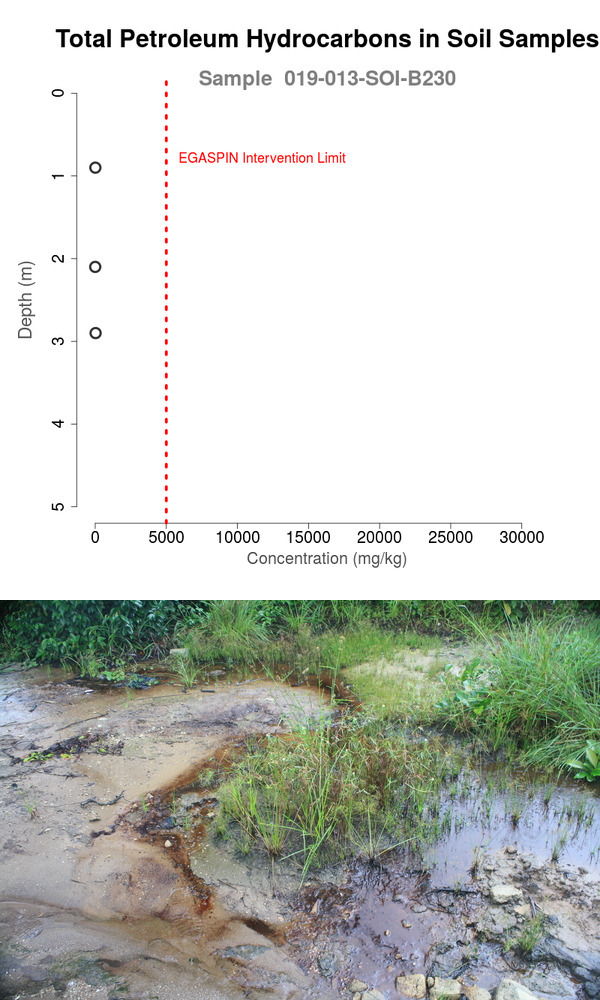 Total Petroleum Hydrocarbons in Soil Samples
Sample 019-013-SOI-B230
EGASPIN Intervention Limit
Depth (m)
0
1
2
3
4
5
0 5000 10000 15000 20000 25000 30000
Concentration (mg/kg)